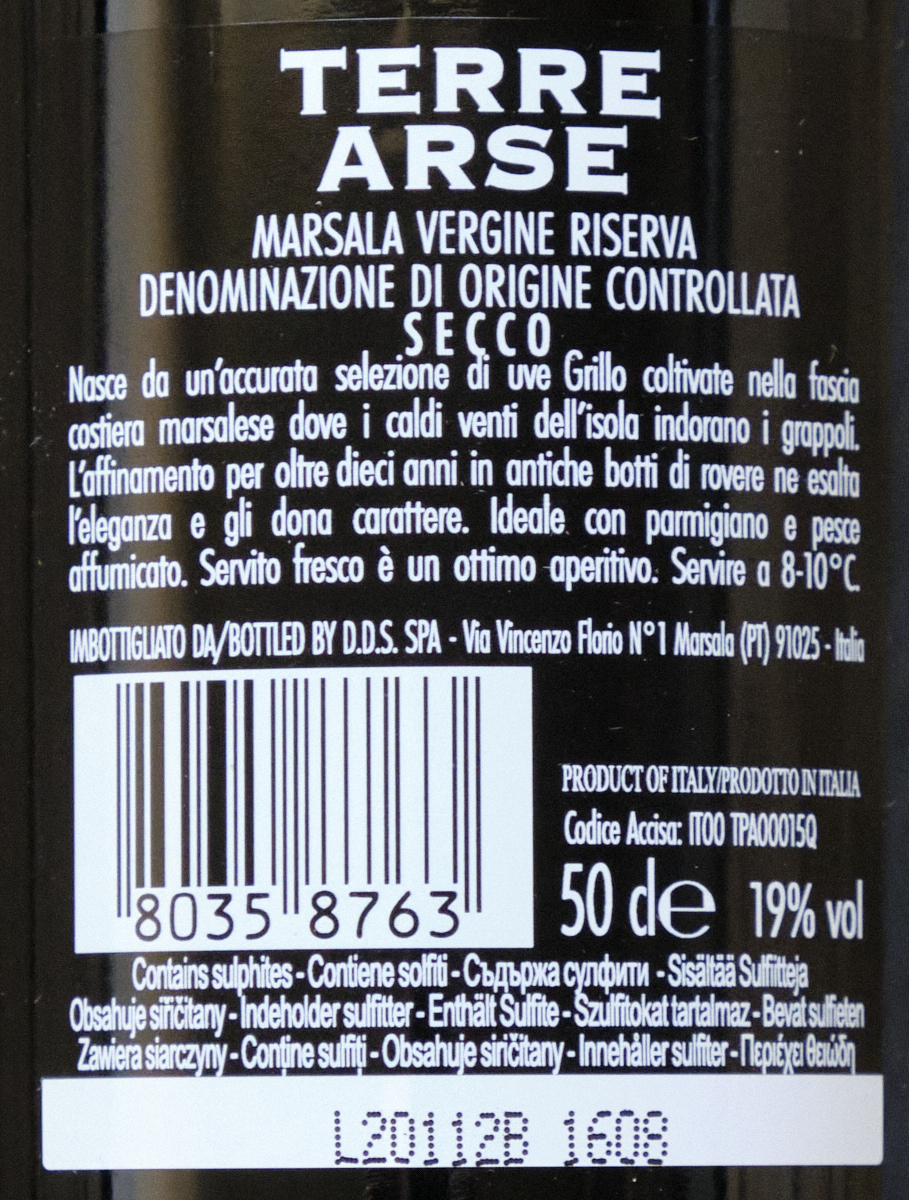 TERRE
ARSE
MARSALA VERGINE RISERVA
DENOMINAZIONE DI ORIGINE CONTROLLATA
SECCO
Nasce da un'accurata selezione di uve Grillo coltivate nella fascia
costiera marsalese dove i caldi venti dell'isola indorano i grappoli.
L'affinamento per oltre dieci anni in antiche botti di rovere ne esalta
l'eleganza e gli dona carattere. Ideale con parmigiano e pesce
affumicato. Servito fresco è un ottimo aperitivo. Servire a 8-10°C.
IMBOTTIGLIATO DA/BOTTLED BY D.D.S. SPA - Via Vincenzo Florio N°1 Marsala (PT) 91025 - Italia
PRODUCT OF ITALY/PRODOTTO IN ITALIA
Codice Accisa: IT00 TPA00015Q
50 cl e 19% vol
8035 8763
Contains sulphites - Contiene solfiti - Съдържа сулфити - Sisältää Sulfitteja
Obsahuje siřičitany - Indeholder sulfitter - Enthält Sulfite - Szulfitokat tartalmaz - Bevat sulfieten
Zawiera siarczyny - Conține sulfiți - Obsahuje siričitany - Innehåller sulfiter - Περιέχει θειώδη
L20112B 1608